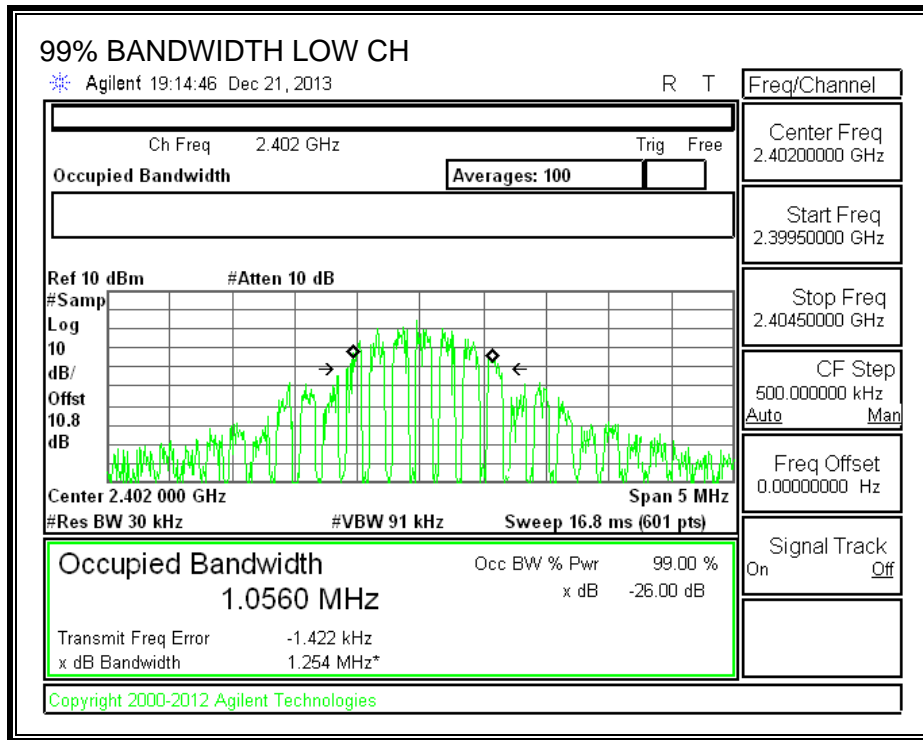 99% BANDWIDTH LOW CH
Agilent 19:14:46 Dec 21, 2013 R T
Freq/Channel
Ch Freq 2.402 GHz Trig Free
Occupied Bandwidth Averages: 100
Center Freq
2.40200000 GHz
Start Freq
2.39950000 GHz
Stop Freq
2.40450000 GHz
CF Step
500.000000 kHz
Auto Man
Freq Offset
0.00000000 Hz
Signal Track
On Off
Ref 10 dBm #Atten 10 dB
#Samp
Log
10
dB/
Offst
10.8
dB
Center 2.402 000 GHz Span 5 MHz
#Res BW 30 kHz #VBW 91 kHz Sweep 16.8 ms (601 pts)
Occupied Bandwidth Occ BW % Pwr 99.00 %
1.0560 MHz x dB -26.00 dB
Transmit Freq Error -1.422 kHz
x dB Bandwidth 1.254 MHz*
Copyright 2000-2012 Agilent Technologies